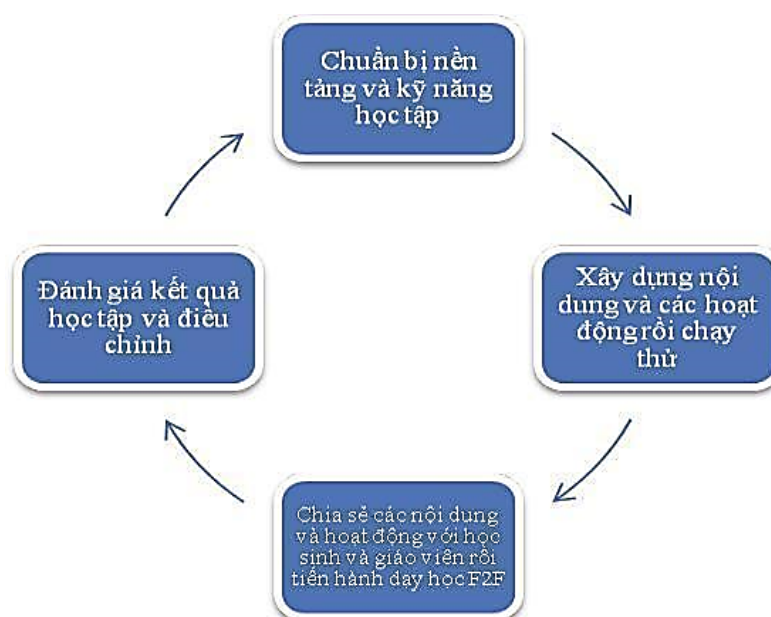 Chuẩn bị nền
tảng và kỹ năng
học tập
Xây dựng nội
dung và các hoạt
động rồi chạy
thử
Chia sẻ các nội dung
và hoạt động với học
sinh và giáo viên rồi
tiến hành dạy học F2F
Đánh giá kết quả
học tập và điều
chỉnh